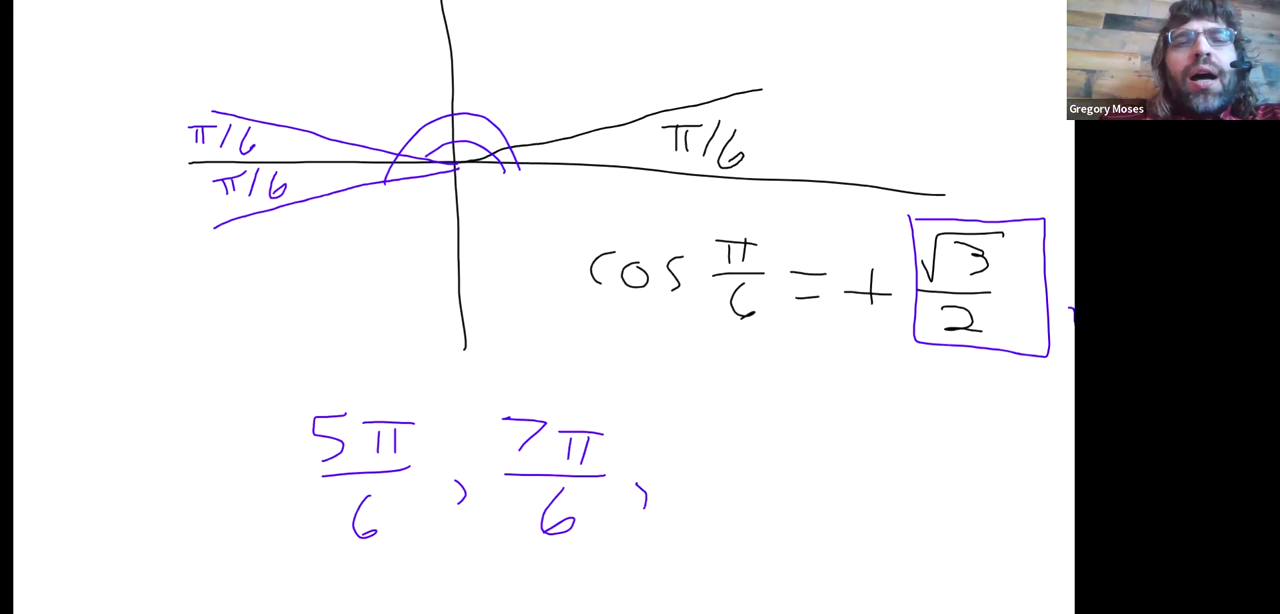 Gregory Moses
π/6
π/6
π/6
cos π/6 = + √3/2
5π/6, 7π/6,